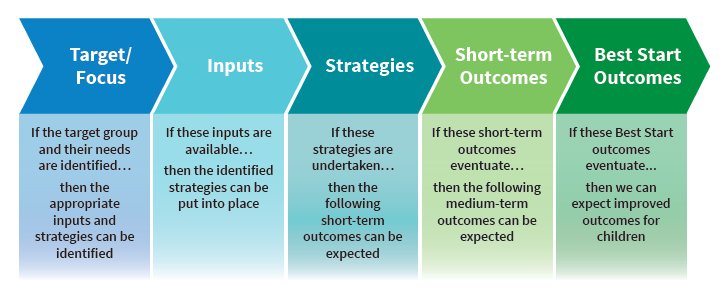 Target/
Focus
Inputs
Strategies
Short-term
Outcomes
Best Start
Outcomes
If the target group
and their needs
are identified…
then the
appropriate
inputs and
strategies can be
identified
If these inputs are
available…
then the identified
strategies can be
put into place
If these
strategies are
undertaken…
then the
following
short-term
outcomes can be
expected
If these short-term
outcomes
eventuate…
then the following
medium-term
outcomes can be
expected
If these Best Start
outcomes
eventuate...
then we can
expect improved
outcomes for
children